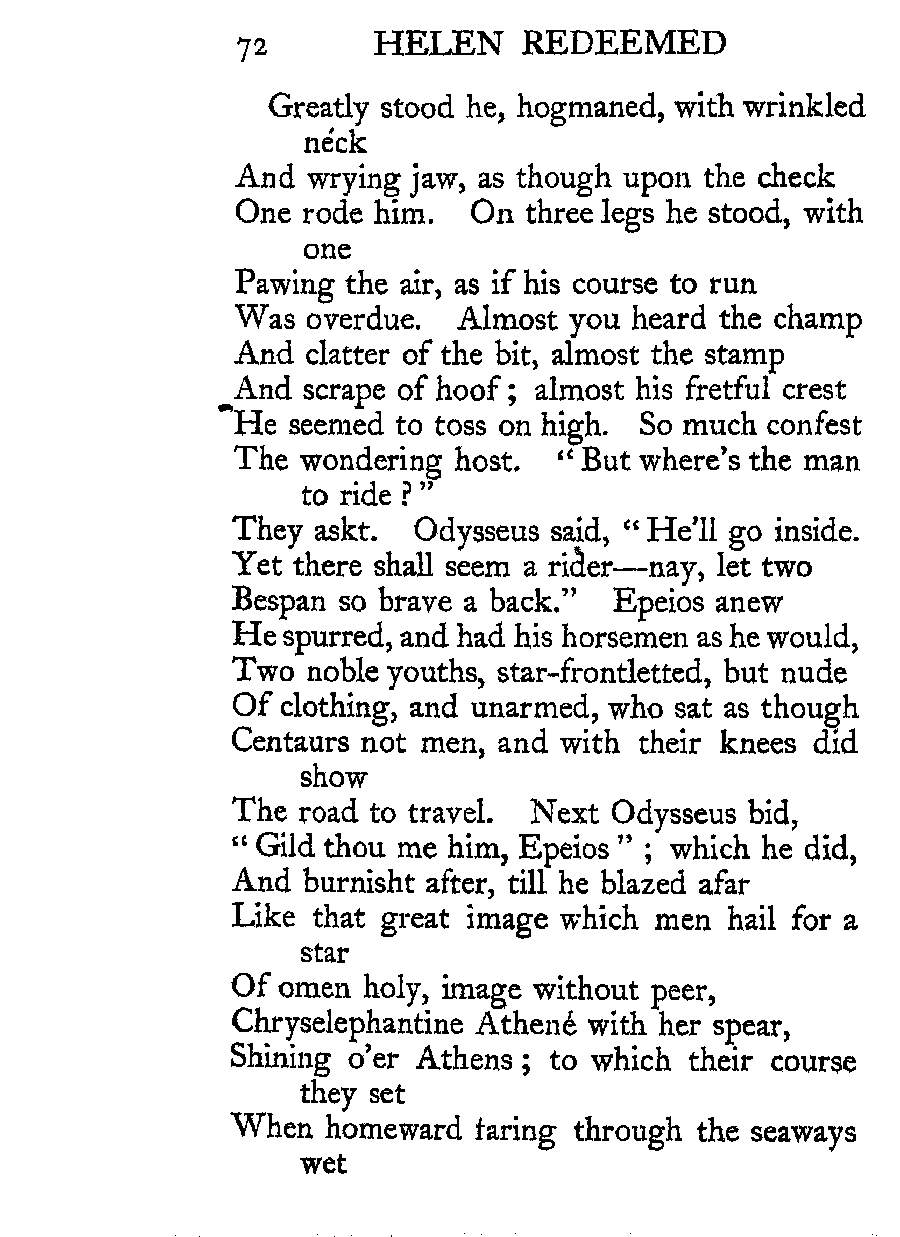 72 HELEN REDEEMED
Greatly stood he, hogmaned, with wrinkled
neck
And wrying jaw, as though upon the check
One rode him. On three legs he stood, with
one
Pawing the air, as if his course to run
Was overdue. Almost you heard the champ
And clatter of the bit, almost the stamp
And scrape of hoof; almost his fretful crest
He seemed to toss on high. So much confest
The wondering host. "But where's the man
to ride?"
They askt. Odysseus said, "He'll go inside.
Yet there shall seem a rider—nay, let two
Bespan so brave a back." Epeios anew
He spurred, and had his horsemen as he would,
Two noble youths, star-frontletted, but nude
Of clothing, and unarmed, who sat as though
Centaurs not men, and with their knees did
show
The road to travel. Next Odysseus bid,
"Gild thou me him, Epeios"; which he did,
And burnisht after, till he blazed afar
Like that great image which men hail for a
star
Of omen holy, image without peer,
Chryselephantine Athené with her spear,
Shining o'er Athens; to which their course
they set
When homeward faring through the seaways
wet